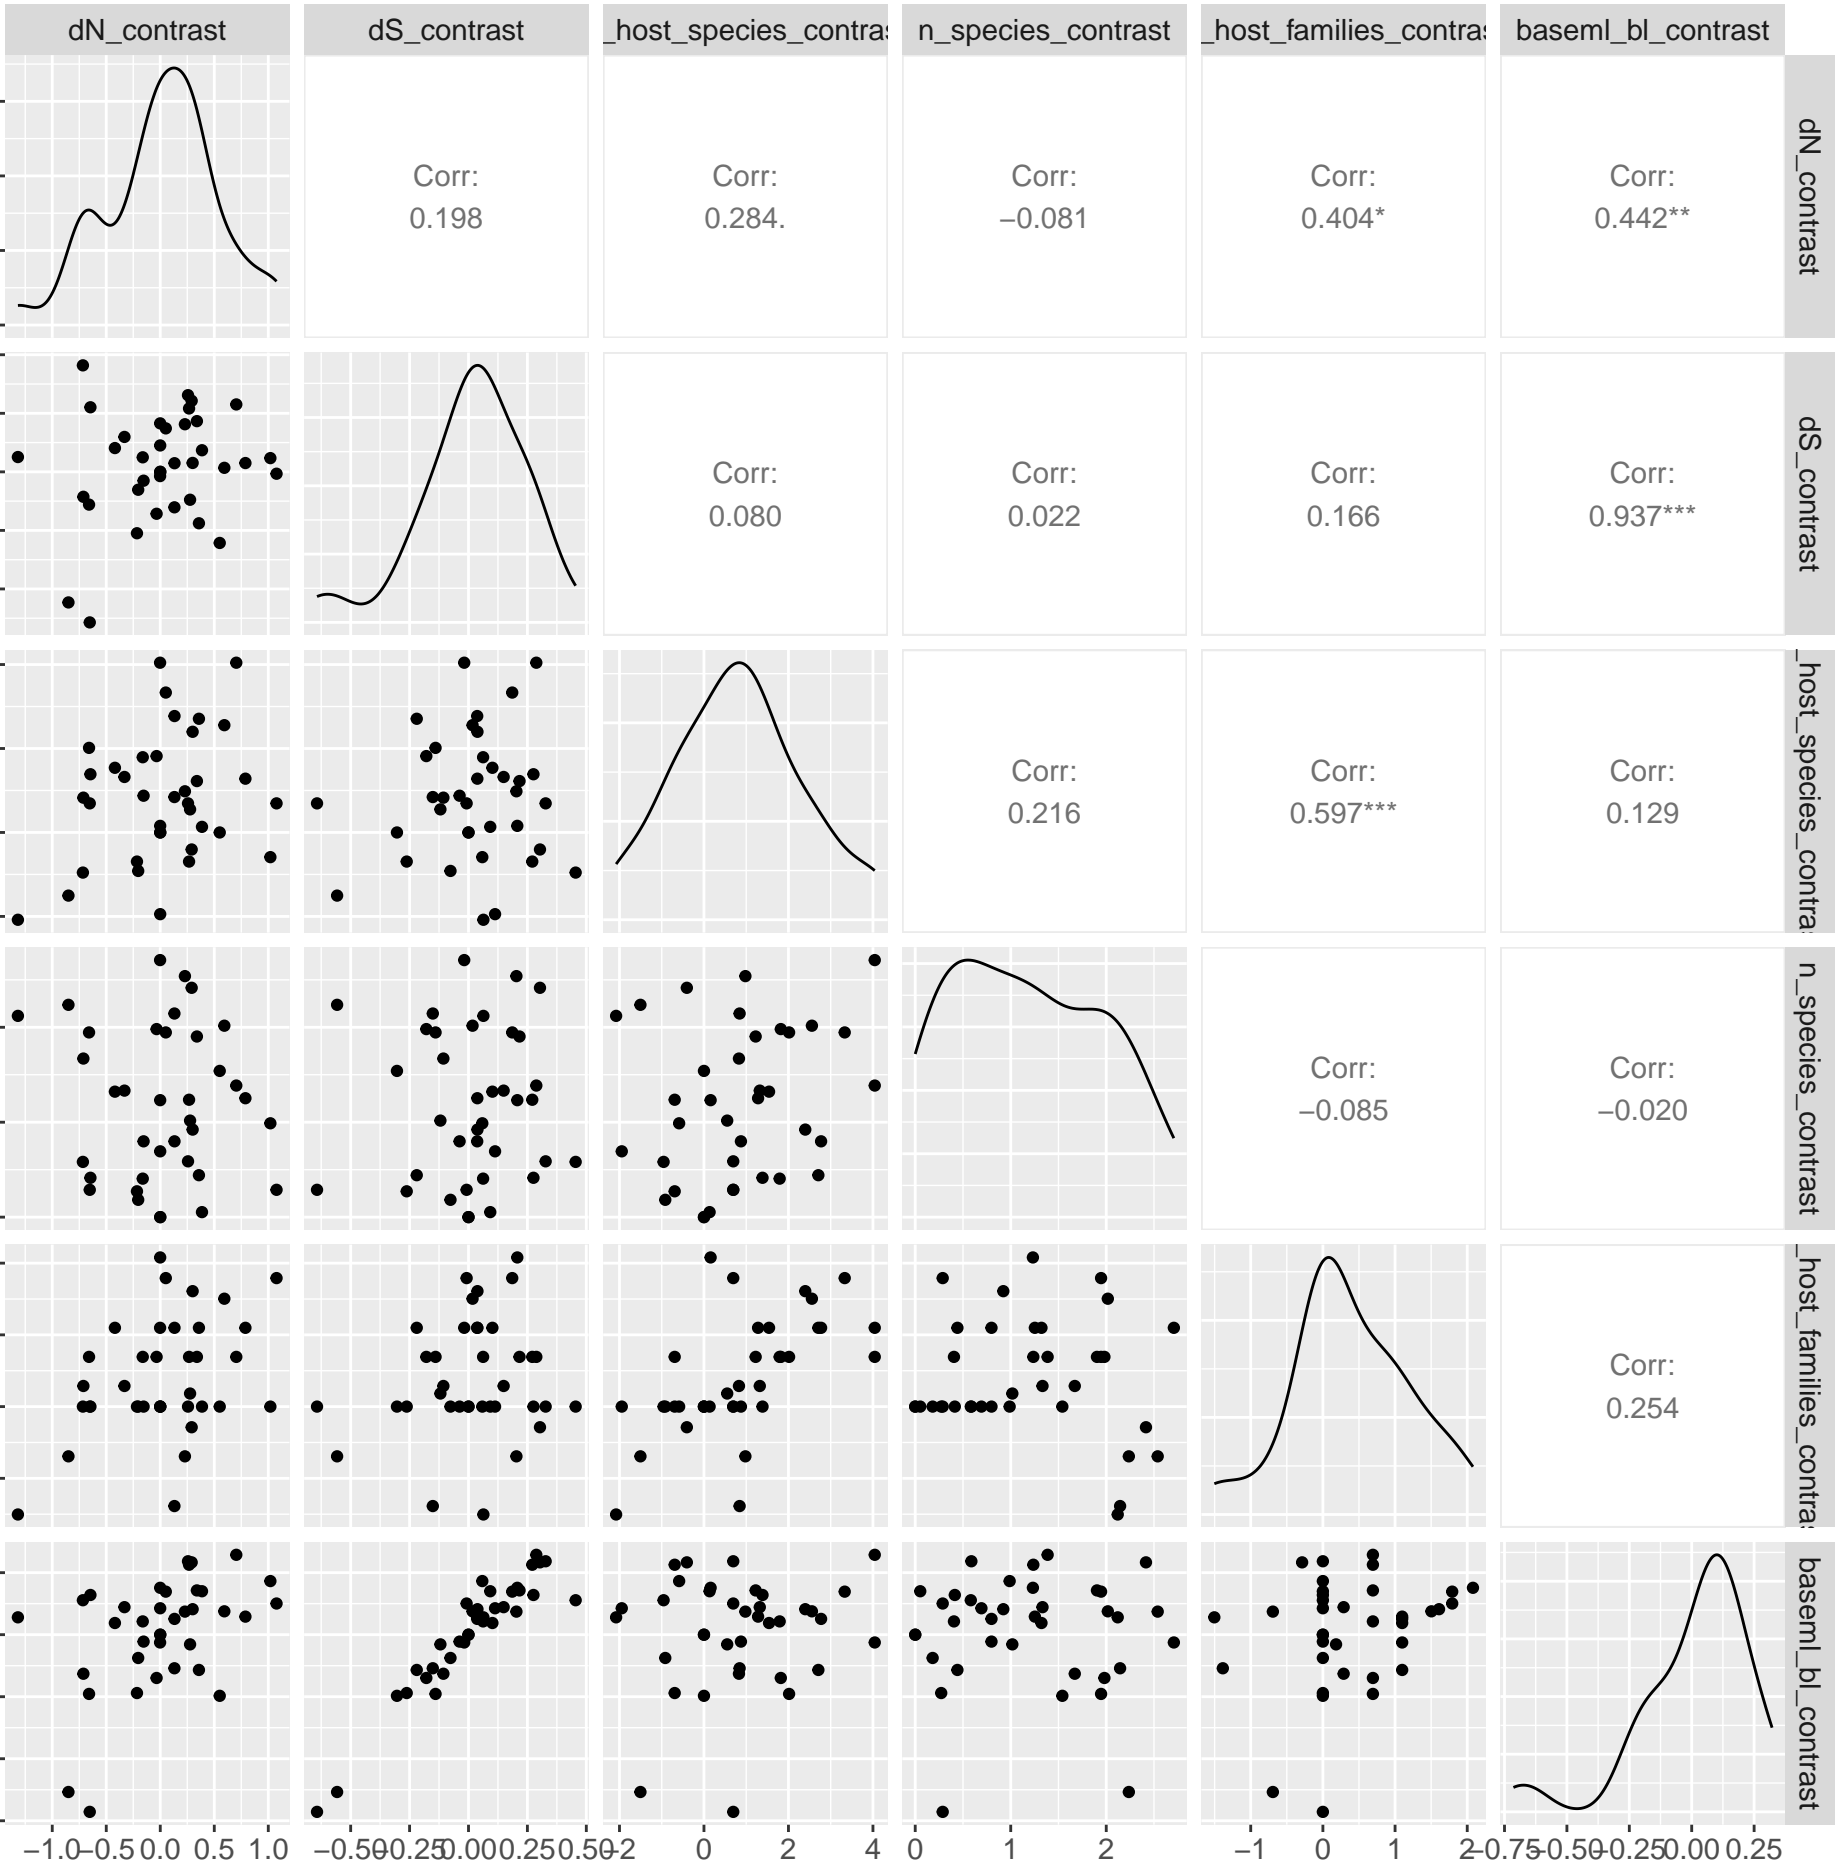 dN_contrast dS_contrast _host_species_contras n_species_contrast _host_families_contras baseml_bl_contrast
Corr: Corr: Corr: Corr: Corr: dN_contrast
0.198 0.284. −0.081 0.404* 0.442**
Corr: Corr: Corr: Corr: dS_contrast
0.080 0.022 0.166 0.937***
Corr: Corr: Corr: _host_species_contra
0.216 0.597*** 0.129
Corr: Corr: n_species_contrast
−0.085 −0.020
Corr: _host_families_contras
0.254
baseml_bl_contrast
−1.0 −0.5 0.0 0.5 1.0 −0.50 −0.25 0.00 0.25 0.50 −2 0 2 4 0 1 2 −1 0 1 2 −0.75 −0.50 −0.25 0.00 0.25